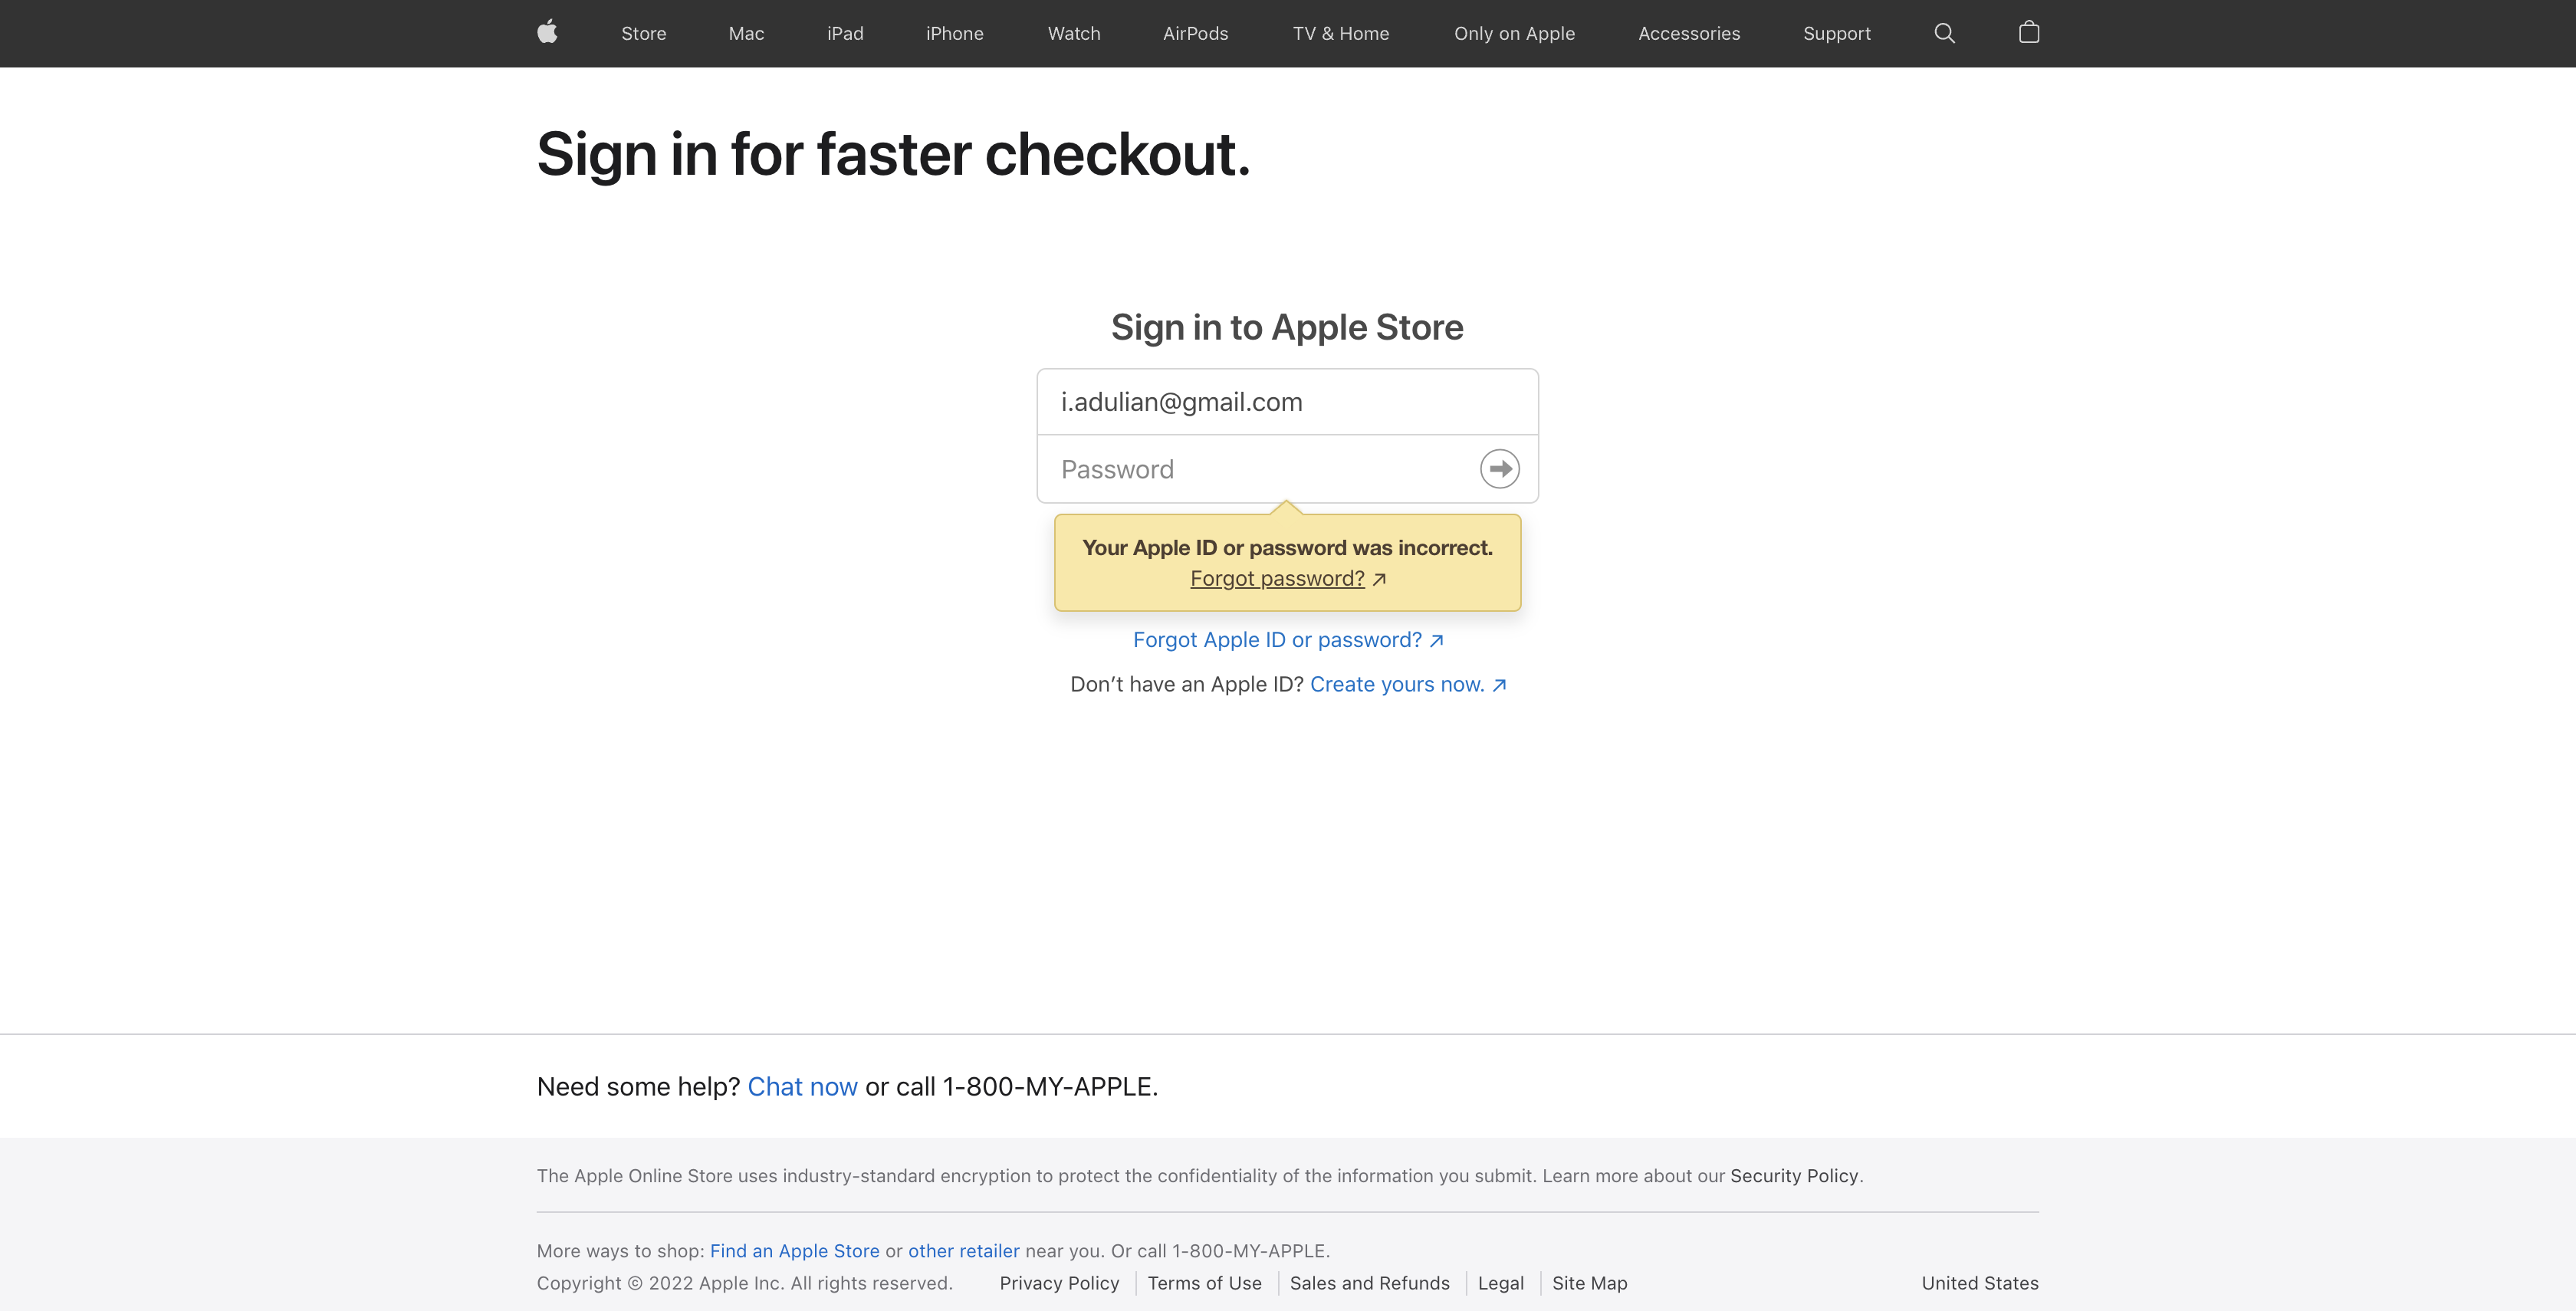 Store Mac iPad iPhone Watch AirPods TV & Home Only on Apple Accessories Support
Sign in for faster checkout.
Sign in to Apple Store
i.adulian@gmail.com
Password
Your Apple ID or password was incorrect.
Forgot password?
Forgot Apple ID or password?
Don’t have an Apple ID? Create yours now.
Need some help? Chat now or call 1-800-MY-APPLE.
The Apple Online Store uses industry-standard encryption to protect the confidentiality of the information you submit. Learn more about our Security Policy.
More ways to shop: Find an Apple Store or other retailer near you. Or call 1-800-MY-APPLE.
Copyright © 2022 Apple Inc. All rights reserved. Privacy Policy Terms of Use Sales and Refunds Legal Site Map United States